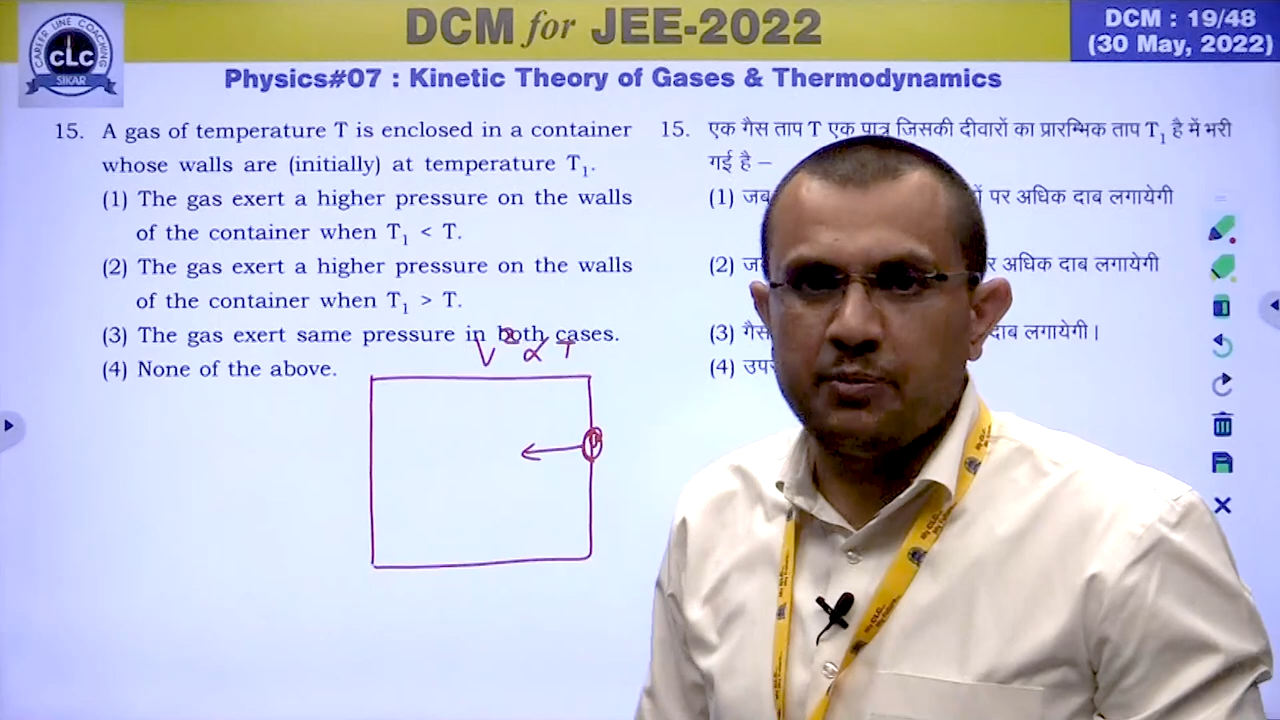 DCM for JEE-2022
DCM : 19/48
(30 May, 2022)
CAREER LINE COACHING
CLC
SIKAR
Physics#07 : Kinetic Theory of Gases & Thermodynamics
15. A gas of temperature T is enclosed in a container
whose walls are (initially) at temperature T₁.
(1) The gas exert a higher pressure on the walls
of the container when T₁ < T.
(2) The gas exert a higher pressure on the walls
of the container when T₁ > T.
(3) The gas exert same pressure in both cases.
(4) None of the above.
15. एक गैस ताप T एक पात्र जिसकी दीवारों का प्रारम्भिक ताप T₁ है में भरी
गई है –
(1) जब पर अधिक दाब लगायेगी
(2) अधिक दाब लगायेगी
(3) गैस दाब लगायेगी।
(4)
V ∝ T